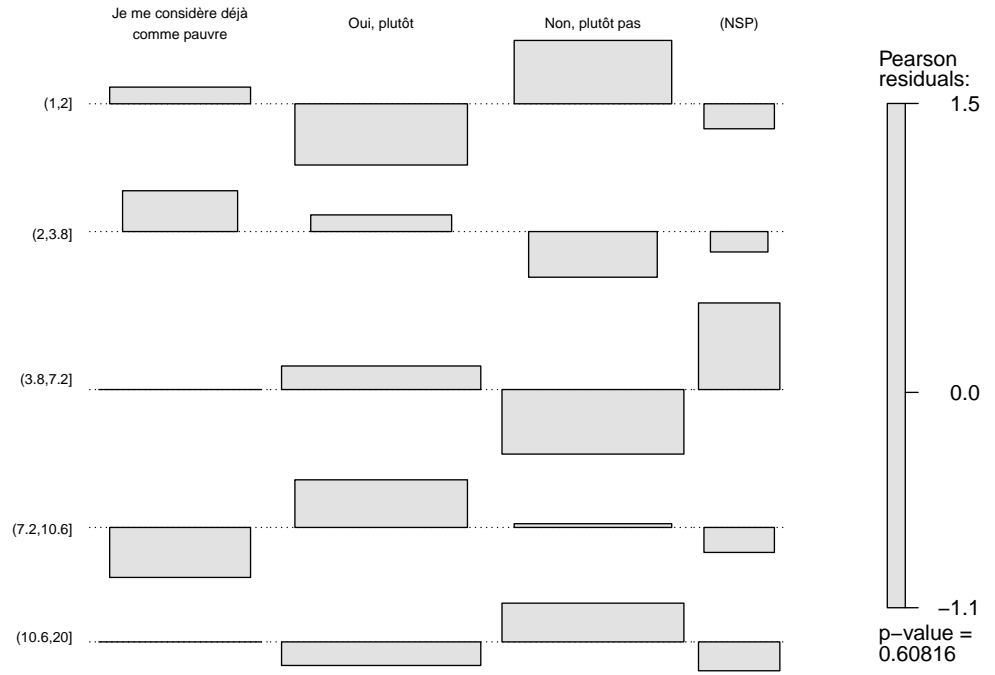 Je me considère déjà
comme pauvre
Oui, plutôt
Non, plutôt pas
(NSP)
Pearson
residuals:
(1,2]
1.5
(2,3.8]
(3.8,7.2]
0.0
(7.2,10.6]
−1.1
(10.6,20]
p−value =
0.60816